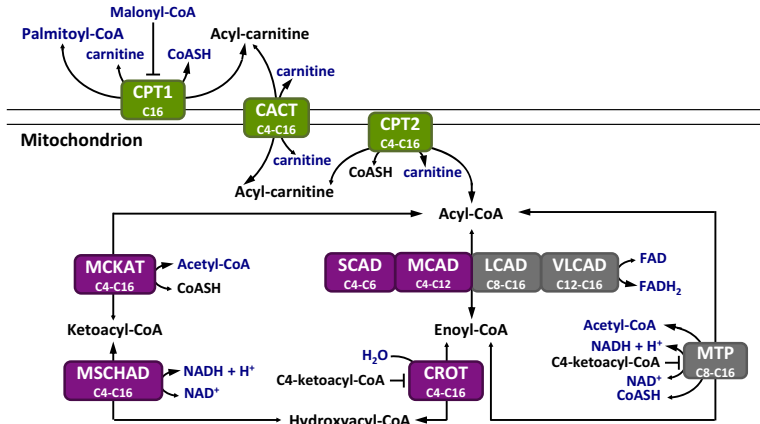 Malonyl-CoA
Palmitoyl-CoA
carnitine
CoASH
Acyl-carnitine
CPT1
C16
carnitine
CACT
C4-C16
CPT2
C4-C16
Mitochondrion
carnitine
CoASH
carnitine
Acyl-carnitine
Acyl-CoA
MCKAT
C4-C16
Acetyl-CoA
CoASH
SCAD
C4-C6
MCAD
C4-C12
LCAD
C8-C16
VLCAD
C12-C16
FAD
FADH₂
Ketoacyl-CoA
Enoyl-CoA
Acetyl-CoA
NADH + H⁺
C4-ketoacyl-CoA
NAD⁺
CoASH
MTP
C8-C16
MSCHAD
C4-C16
NADH + H⁺
NAD⁺
H₂O
C4-ketoacyl-CoA
CROT
C4-C16
Hydroxyacyl-CoA